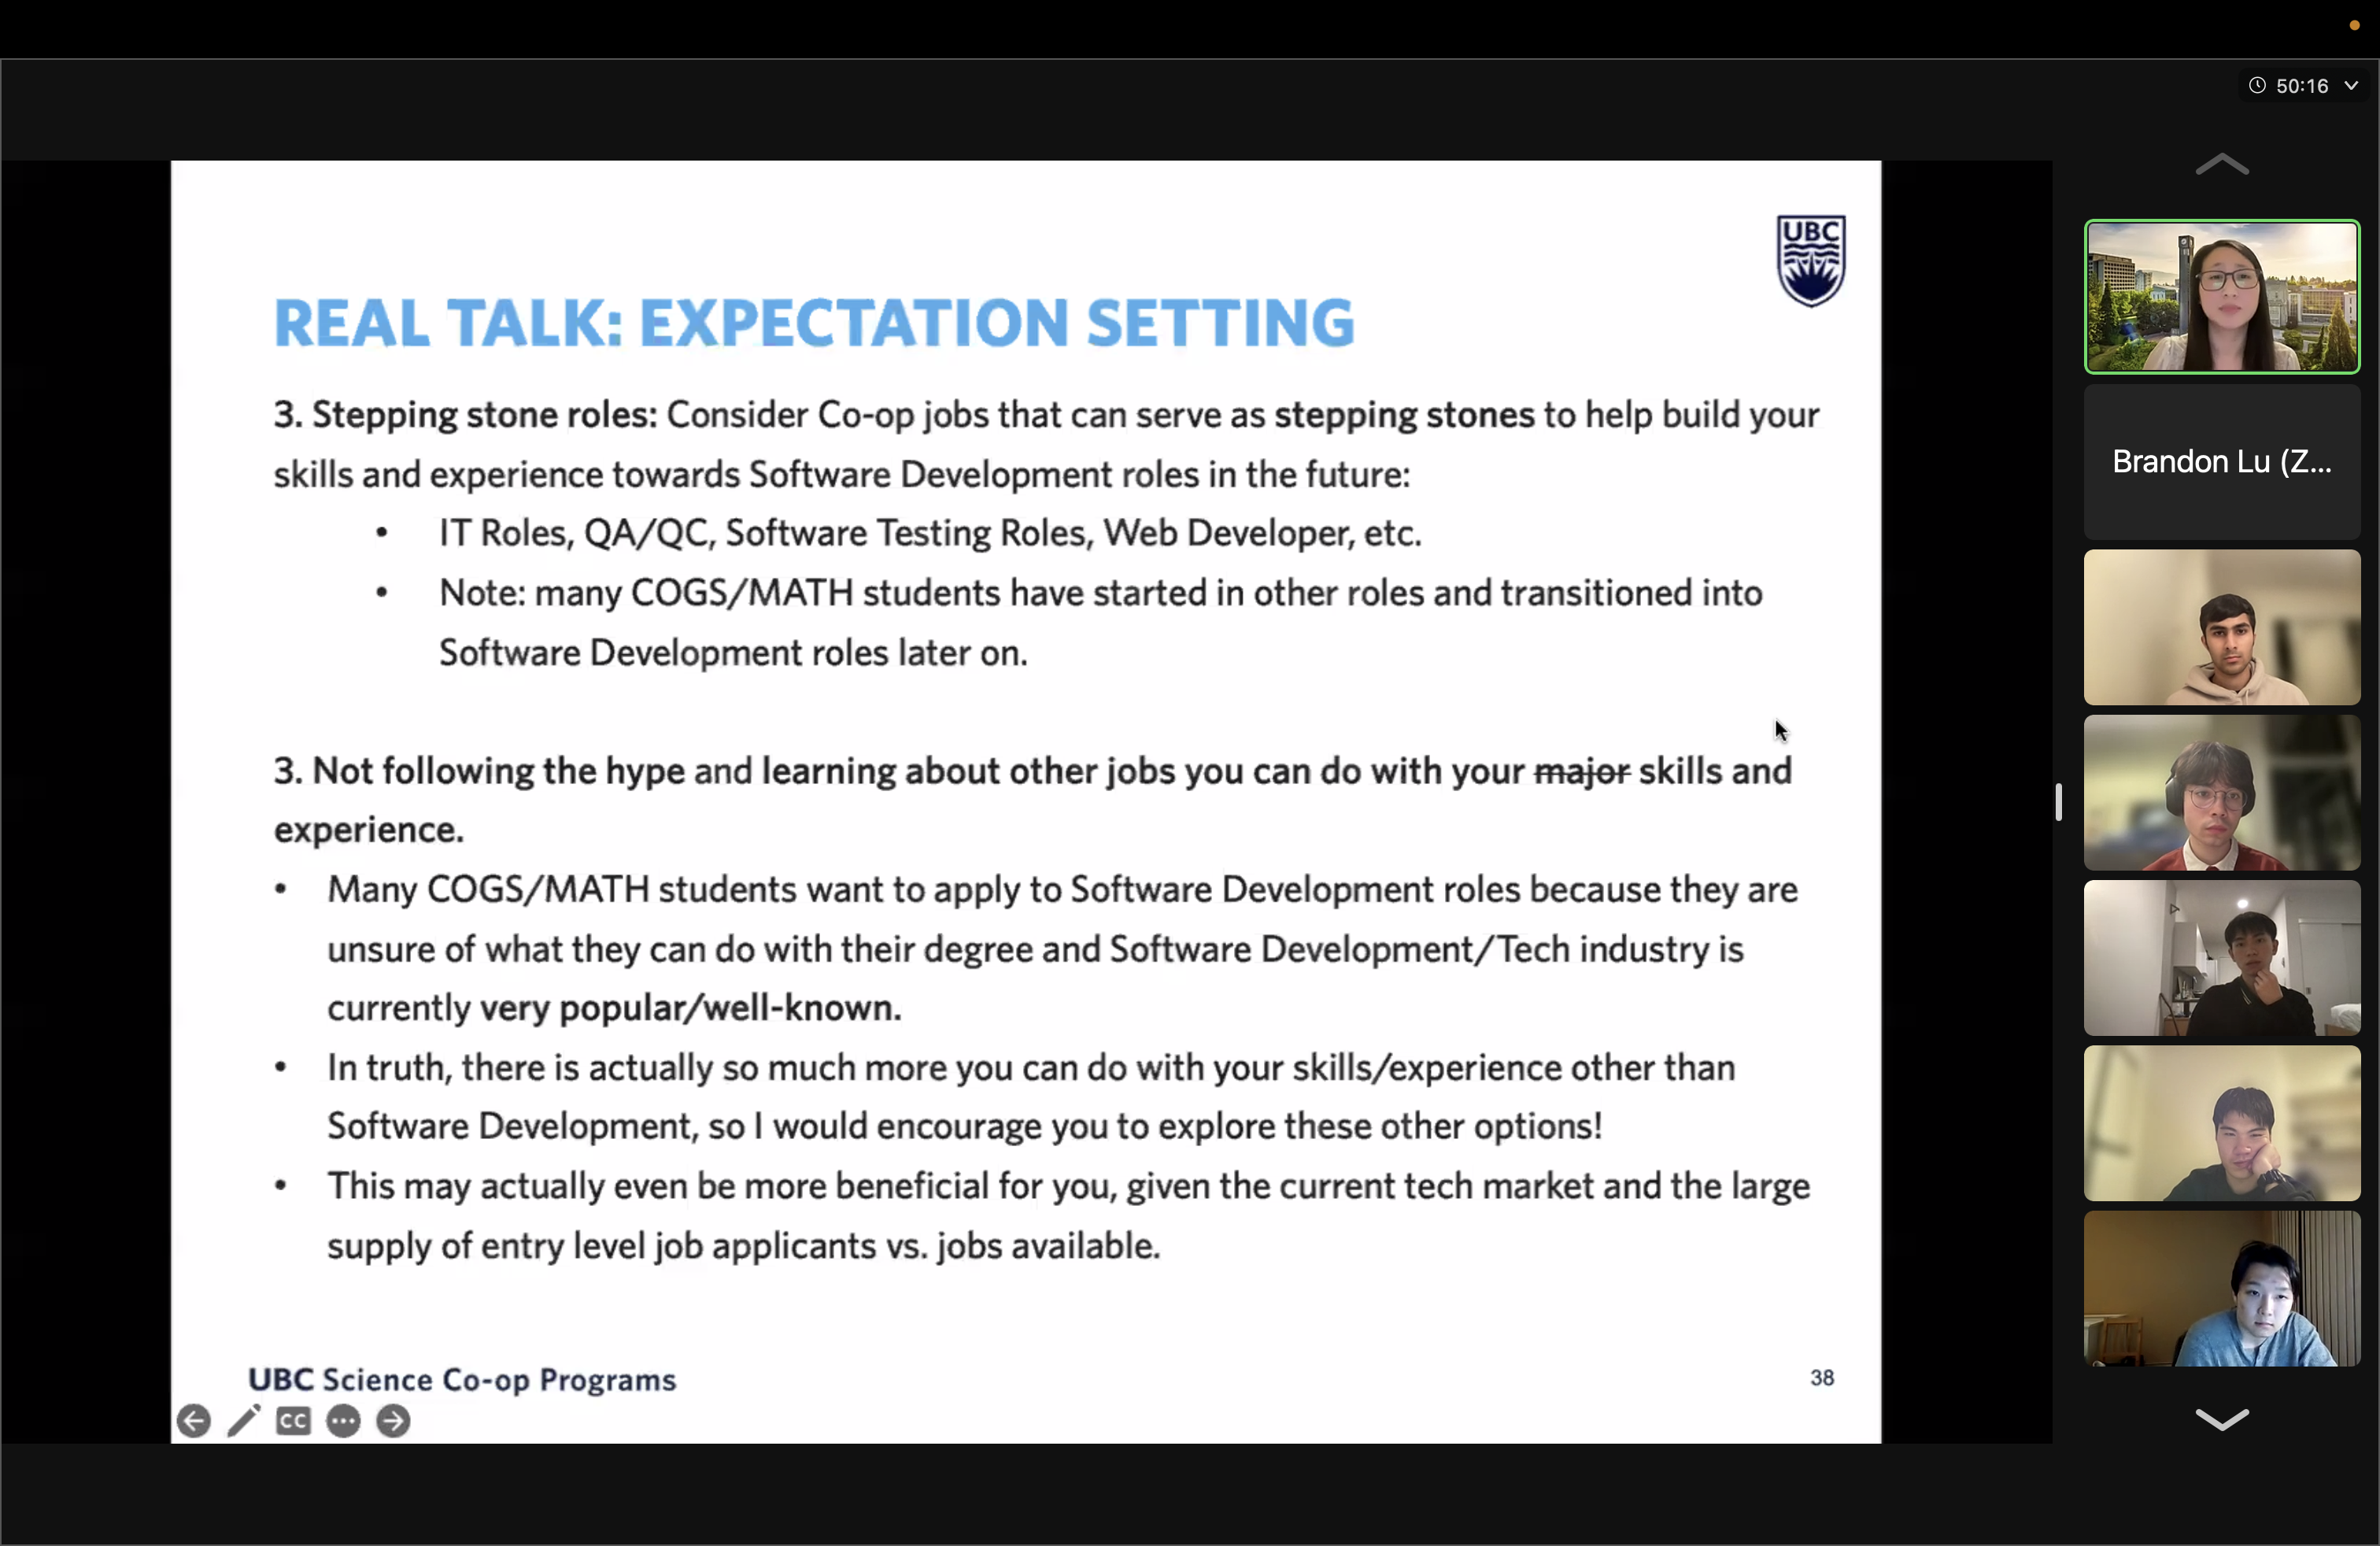 50:16
UBC
REAL TALK: EXPECTATION SETTING
3. Stepping stone roles: Consider Co-op jobs that can serve as stepping stones to help build your
skills and experience towards Software Development roles in the future:
• IT Roles, QA/QC, Software Testing Roles, Web Developer, etc.
• Note: many COGS/MATH students have started in other roles and transitioned into
Software Development roles later on.
3. Not following the hype and learning about other jobs you can do with your major skills and
experience.
• Many COGS/MATH students want to apply to Software Development roles because they are
unsure of what they can do with their degree and Software Development/Tech industry is
currently very popular/well-known.
• In truth, there is actually so much more you can do with your skills/experience other than
Software Development, so I would encourage you to explore these other options!
• This may actually even be more beneficial for you, given the current tech market and the large
supply of entry level job applicants vs. jobs available.
UBC Science Co-op Programs
38
CC
Brandon Lu (Z...